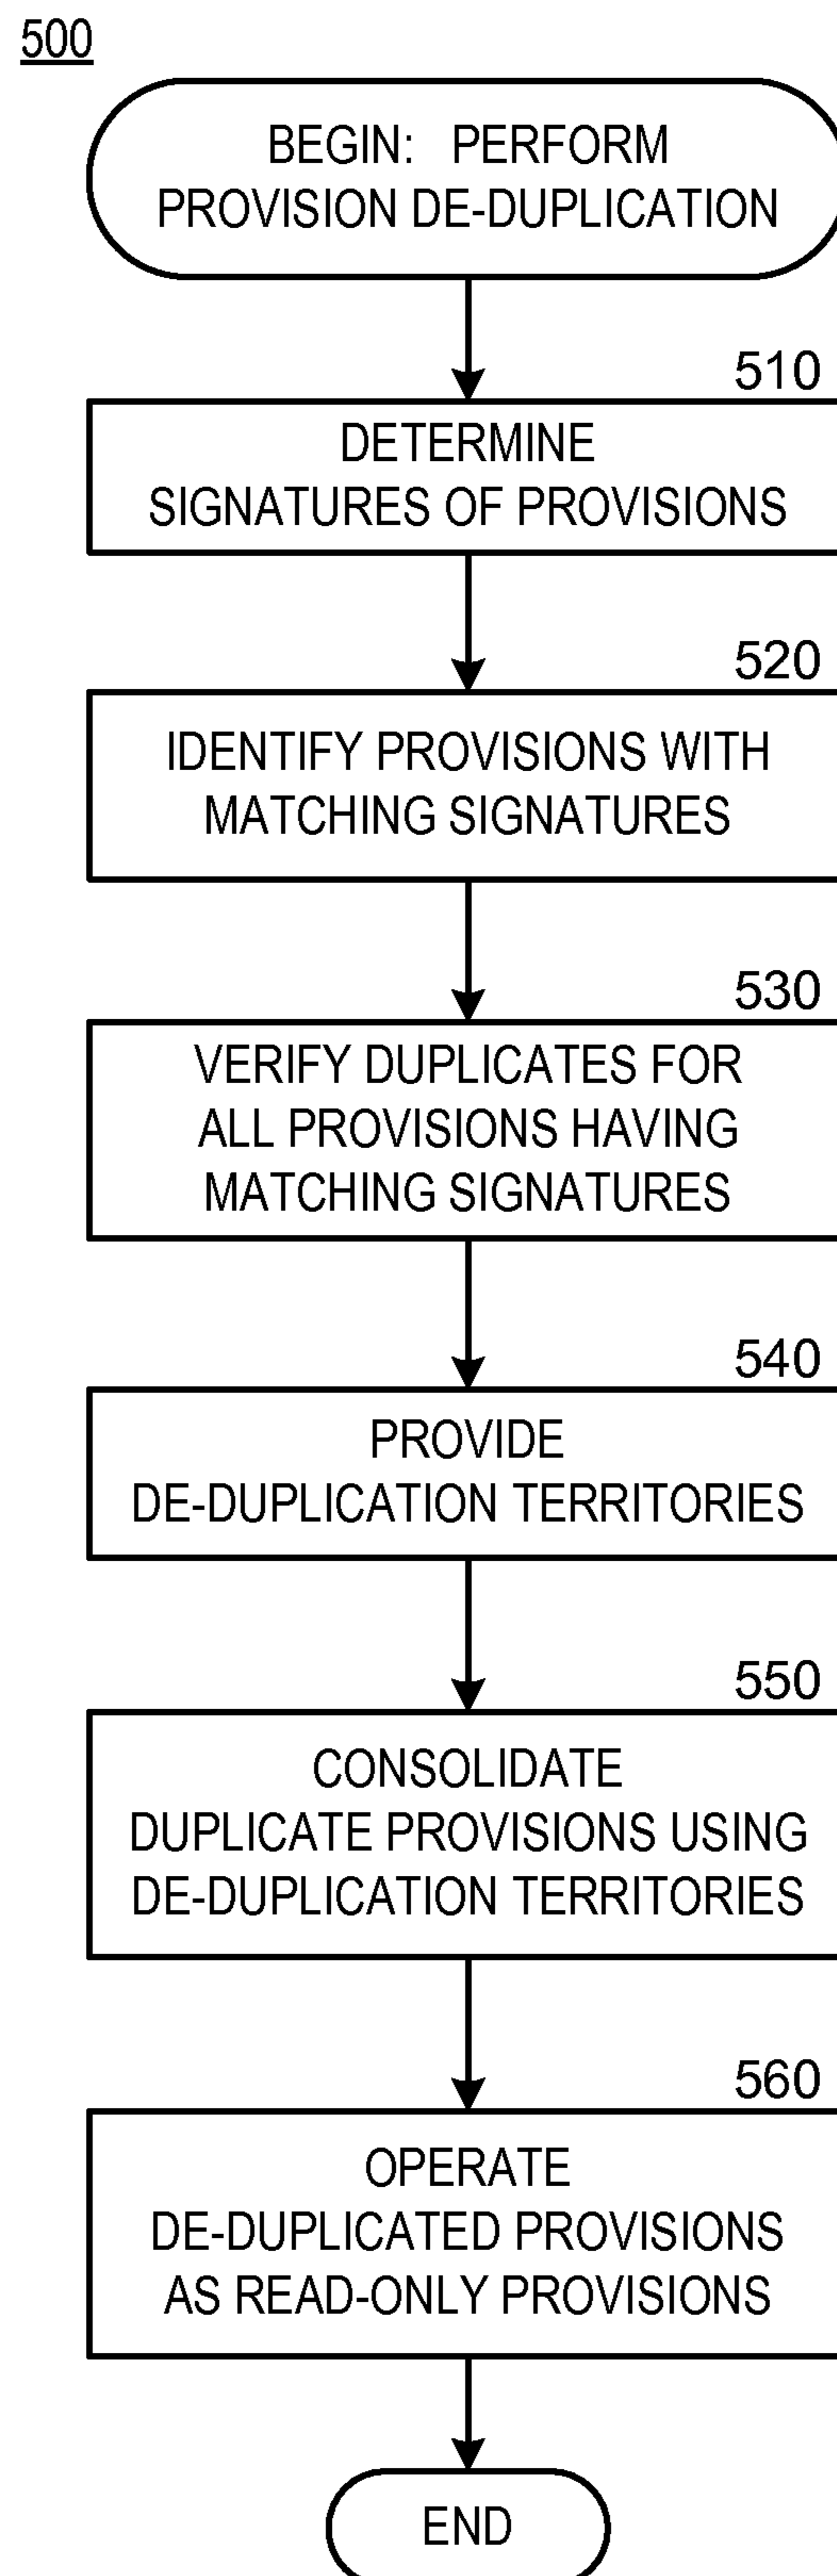 500
BEGIN: PERFORM
PROVISION DE-DUPLICATION
510
DETERMINE
SIGNATURES OF PROVISIONS
520
IDENTIFY PROVISIONS WITH
MATCHING SIGNATURES
530
VERIFY DUPLICATES FOR
ALL PROVISIONS HAVING
MATCHING SIGNATURES
540
PROVIDE
DE-DUPLICATION TERRITORIES
550
CONSOLIDATE
DUPLICATE PROVISIONS USING
DE-DUPLICATION TERRITORIES
560
OPERATE
DE-DUPLICATED PROVISIONS
AS READ-ONLY PROVISIONS
END